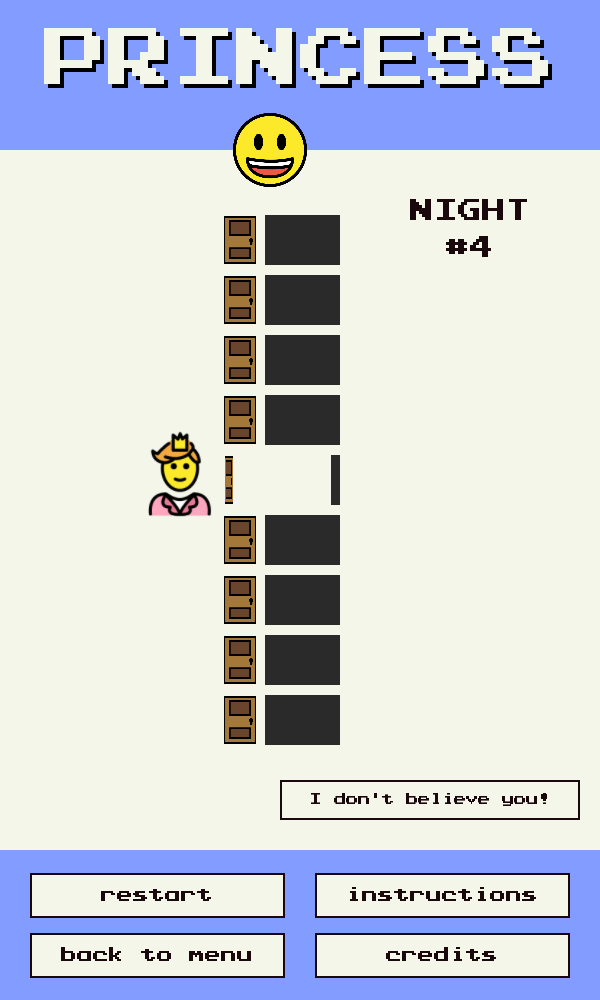 PRINCESS
NIGHT
#4
I don't believe you!
restart
instructions
back to menu
credits